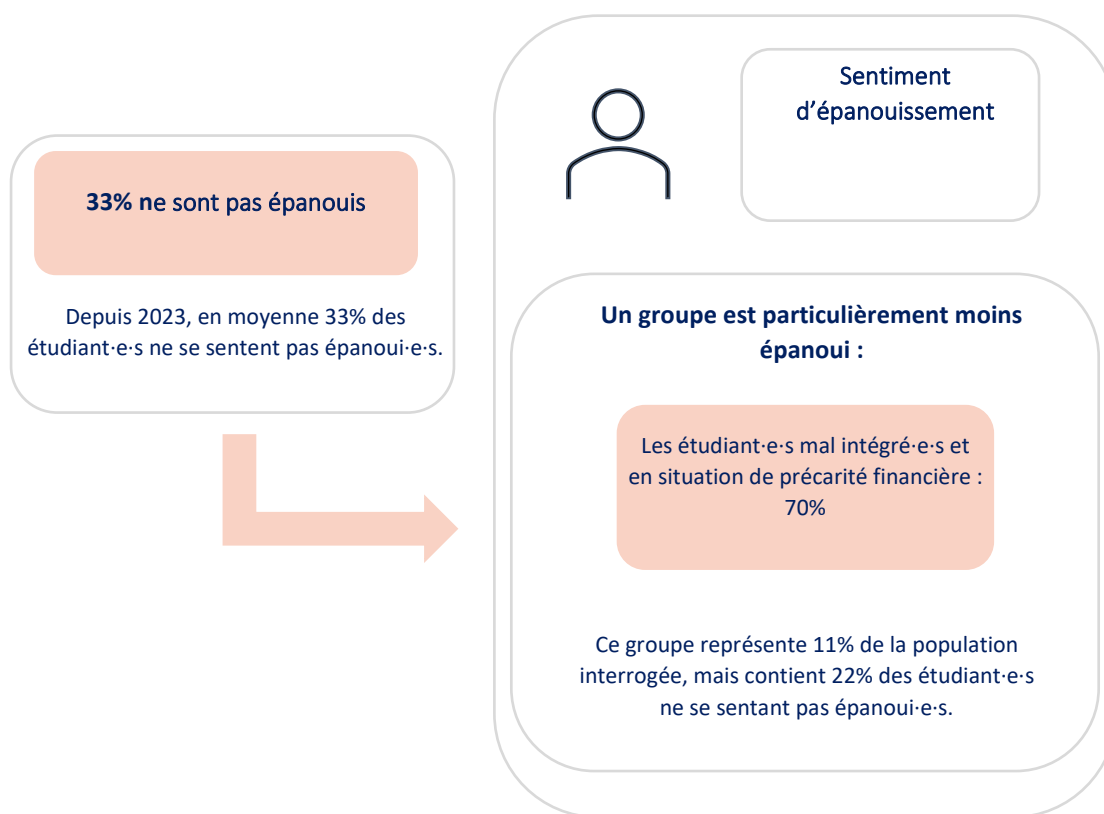 33% ne sont pas épanouis
Depuis 2023, en moyenne 33% des
étudiant·e·s ne se sentent pas épanoui·e·s.
Sentiment
d’épanouissement
Un groupe est particulièrement moins
épanoui :
Les étudiant·e·s mal intégré·e·s et
en situation de précarité financière :
70%
Ce groupe représente 11% de la population
interrogée, mais contient 22% des étudiant·e·s
ne se sentant pas épanoui·e·s.